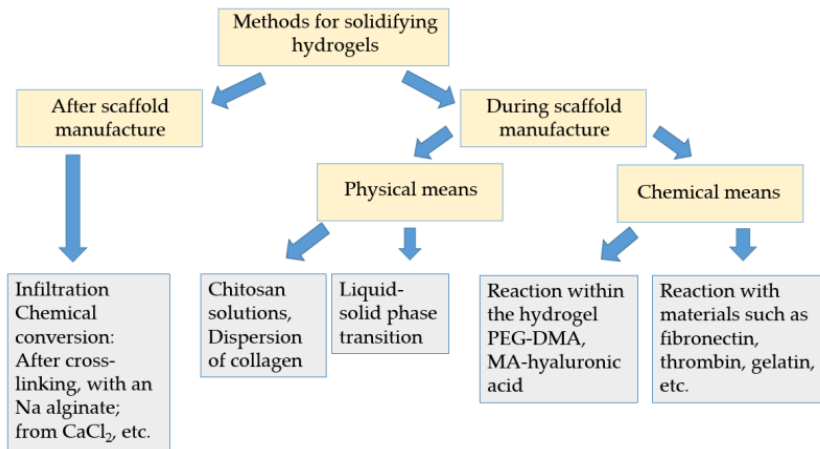 Methods for solidifying
hydrogels
After scaffold
manufacture
During scaffold
manufacture
Physical means
Chemical means
Infiltration
Chemical
conversion:
After cross-
linking, with an
Na alginate;
from CaCl₂, etc.
Chitosan
solutions,
Dispersion
of collagen
Liquid-
solid phase
transition
Reaction within
the hydrogel
PEG-DMA,
MA-hyaluronic
acid
Reaction with
materials such as
fibronectin,
thrombin, gelatin,
etc.